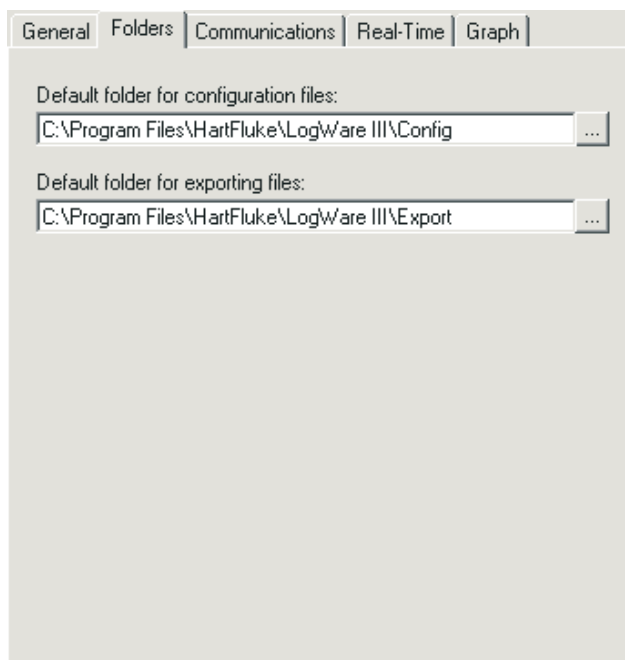 General Folders Communications Real-Time Graph
Default folder for configuration files:
C:\Program Files\HartFluke\LogWare III\Config ...
Default folder for exporting files:
C:\Program Files\HartFluke\LogWare III\Export ...